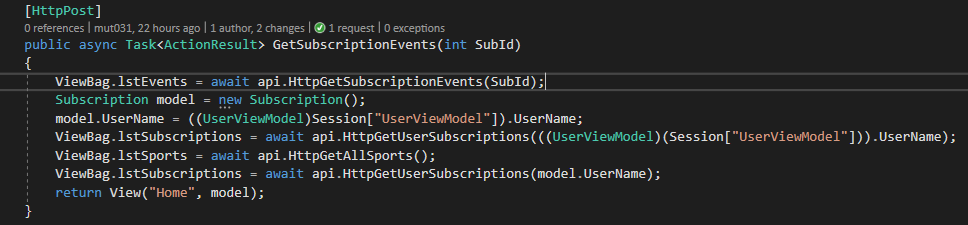 [HttpPost]
0 references | mut031, 22 hours ago | 1 author, 2 changes | 1 request | 0 exceptions
public async Task<ActionResult> GetSubscriptionEvents(int SubId)
{
ViewBag.lstEvents = await api.HttpGetSubscriptionEvents(SubId);
Subscription model = new Subscription();
model.UserName = ((UserViewModel)Session["UserViewModel"]).UserName;
ViewBag.lstSubscriptions = await api.HttpGetUserSubscriptions(((UserViewModel)(Session["UserViewModel"])).UserName);
ViewBag.lstSports = await api.HttpGetAllSports();
ViewBag.lstSubscriptions = await api.HttpGetUserSubscriptions(model.UserName);
return View("Home", model);
}